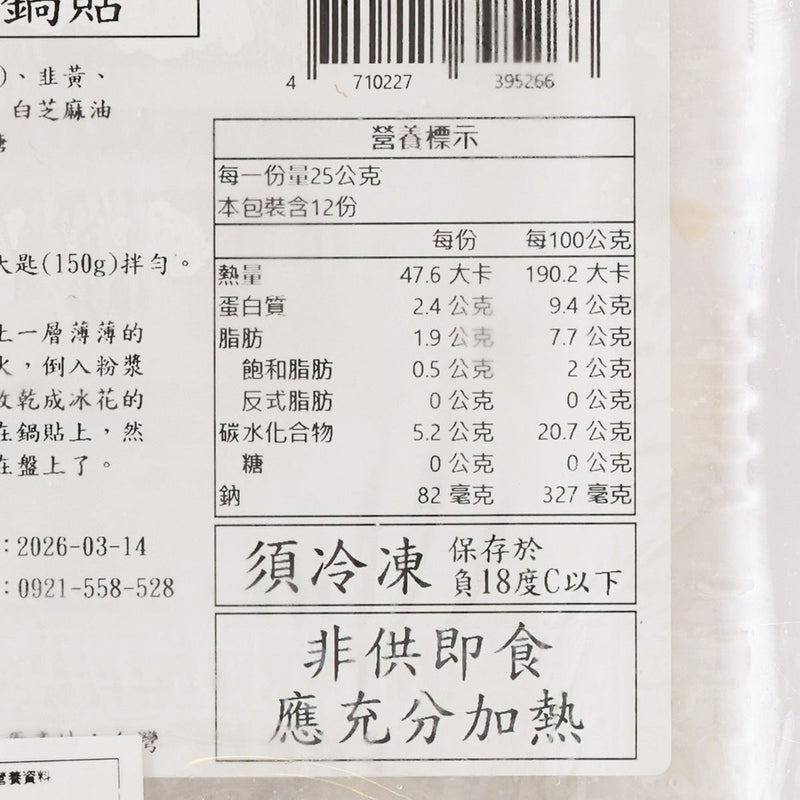 鍋貼
)、韭黃、
白芝麻油
糖
大匙(150g)拌勻。
上一層薄薄的
火，倒入粉漿
收乾成冰花的
在鍋貼上，然
在盤上了。
：2026-03-14
：0921-558-528
灣
營養資料
4 710227 395266
營養標示
每一份量25公克
本包裝含12份
每份 每100公克
熱量 47.6 大卡 190.2 大卡
蛋白質 2.4 公克 9.4 公克
脂肪 1.9 公克 7.7 公克
飽和脂肪 0.5 公克 2 公克
反式脂肪 0 公克 0 公克
碳水化合物 5.2 公克 20.7 公克
糖 0 公克 0 公克
鈉 82 毫克 327 毫克
須冷凍 保存於
負18度C以下
非供即食
應充分加熱